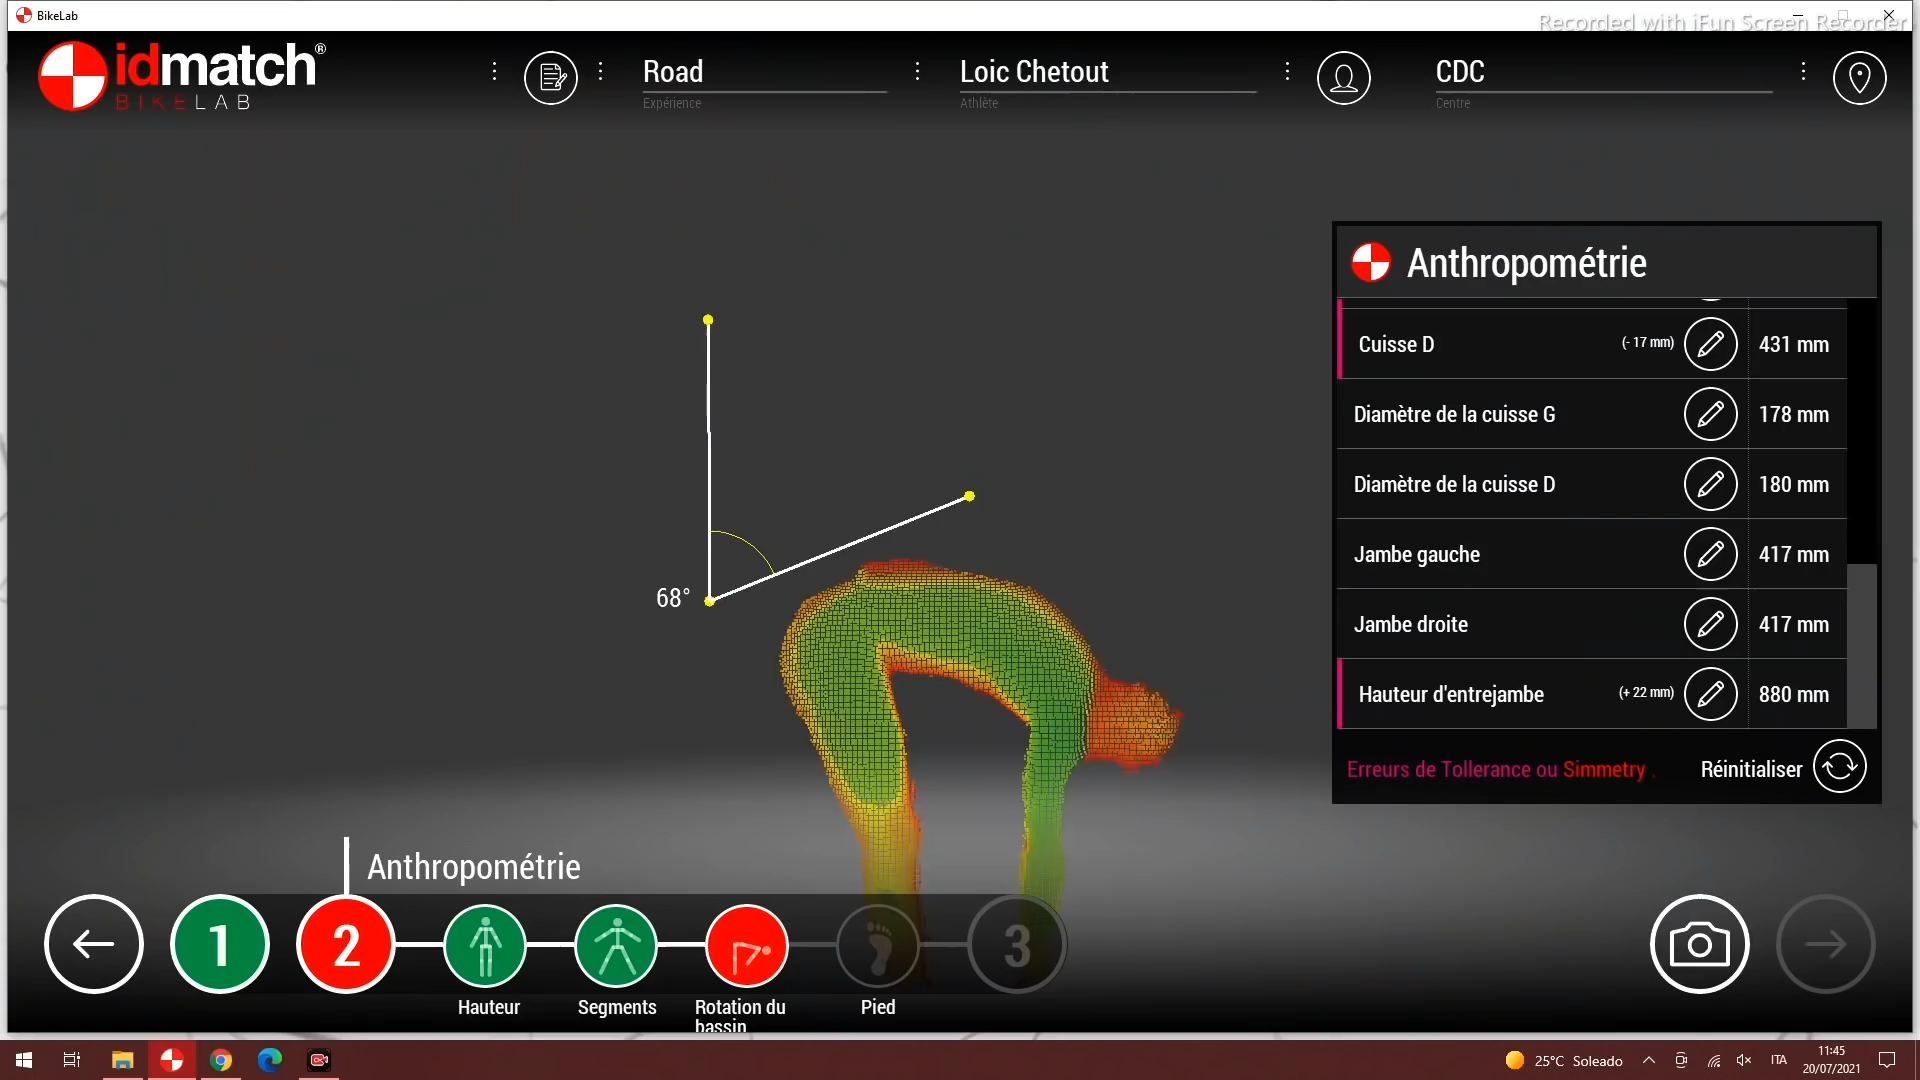 BikeLab
Recorded with iFun Screen Recorder
idmatch®
BIKELAB
Road
Expérience
Loic Chetout
Athlète
CDC
Centre
Anthropométrie
Cuisse D (- 17 mm) 431 mm
Diamètre de la cuisse G 178 mm
Diamètre de la cuisse D 180 mm
Jambe gauche 417 mm
Jambe droite 417 mm
Hauteur d'entrejambe (+ 22 mm) 880 mm
Erreurs de Tollerance ou Simmetry . Réinitialiser
68°
Anthropométrie
1
2
3
Hauteur
Segments
Rotation du
bassin
Pied
25°C Soleado
ITA
11:45
20/07/2021